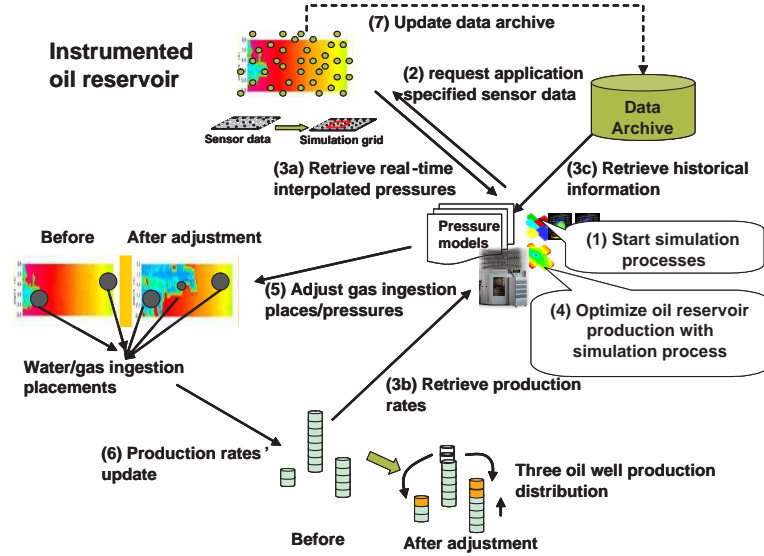 (7) Update data archive
Instrumented
oil reservoir
(2) request application
specified sensor data
Data
Archive
Sensor data
Simulation grid
(3a) Retrieve real-time
interpolated pressures
(3c) Retrieve historical
information
Pressure
models
(1) Start simulation
processes
Before
After adjustment
(5) Adjust gas ingestion
places/pressures
(4) Optimize oil reservoir
production with
simulation process
Water/gas ingestion
placements
(3b) Retrieve production
rates
(6) Production rates’
update
Three oil well production
distribution
Before
After adjustment